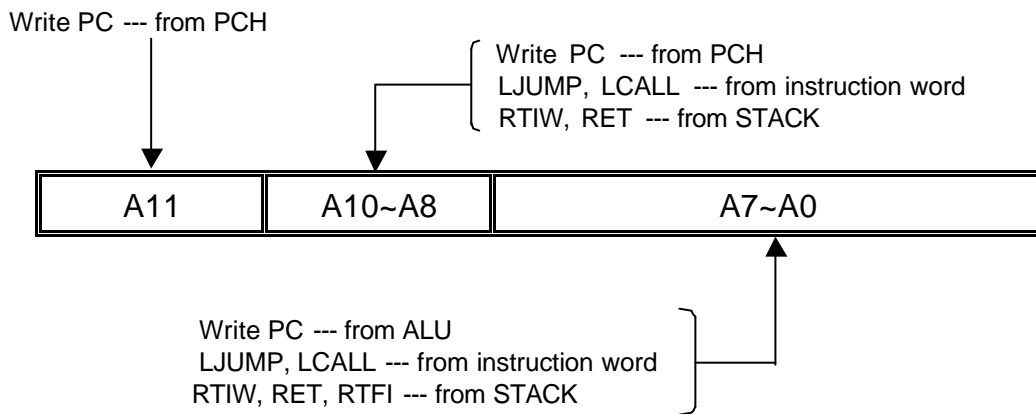 Write PC --- from PCH
Write PC --- from PCH
LJUMP, LCALL --- from instruction word
RTIW, RET --- from STACK
A11 A10~A8 A7~A0
Write PC --- from ALU
LJUMP, LCALL --- from instruction word
RTIW, RET, RTFI --- from STACK